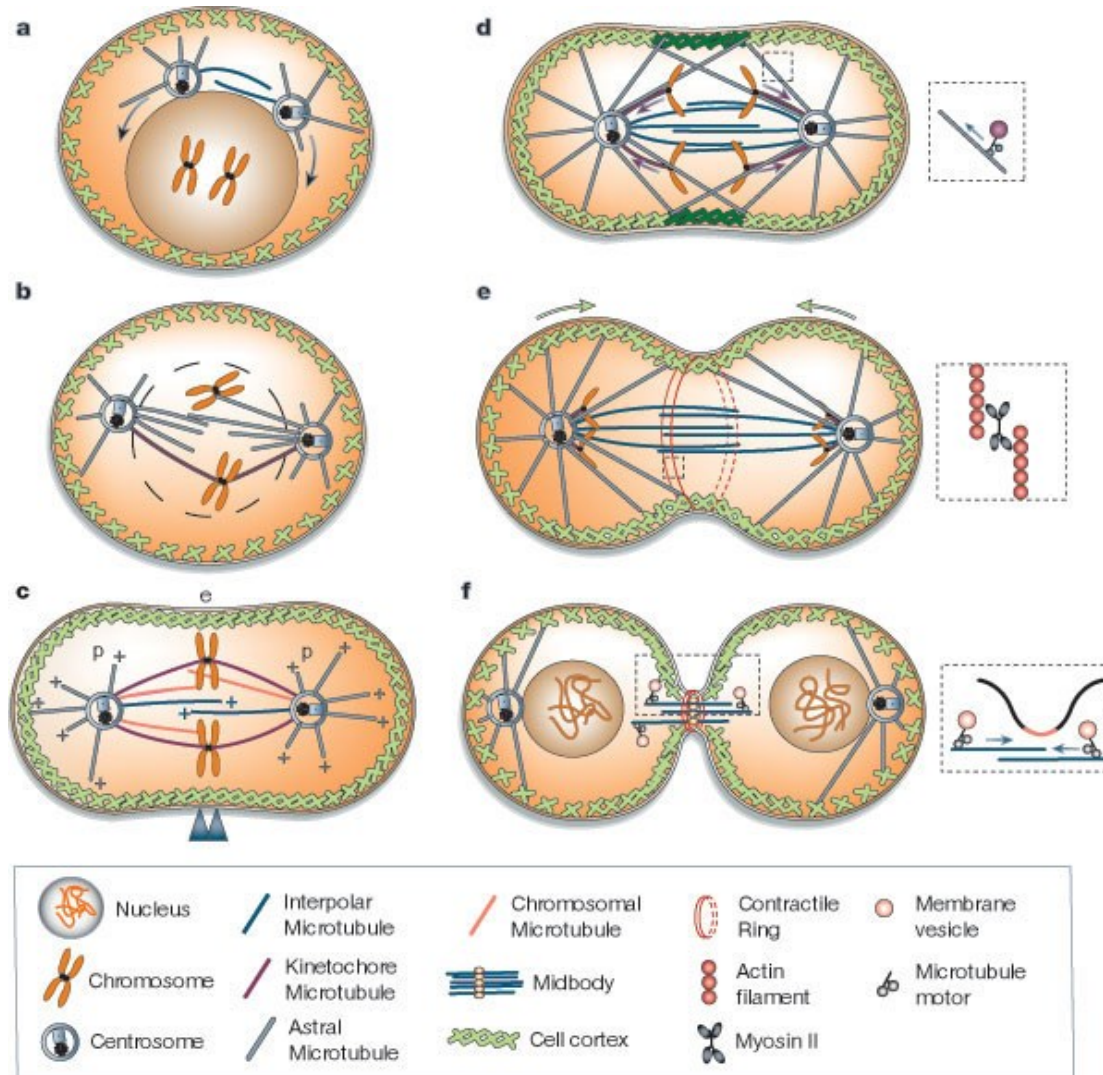 a
d
b
e
c
e
p +
p
+
+
+
+
+
+
+
+
+
+
+
+
+
f
Nucleus
Interpolar
Microtubule
Chromosomal
Microtubule
Contractile
Ring
Membrane
vesicle
Chromosome
Kinetochore
Microtubule
Midbody
Actin
filament
Microtubule
motor
Centrosome
Astral
Microtubule
Cell cortex
Myosin II